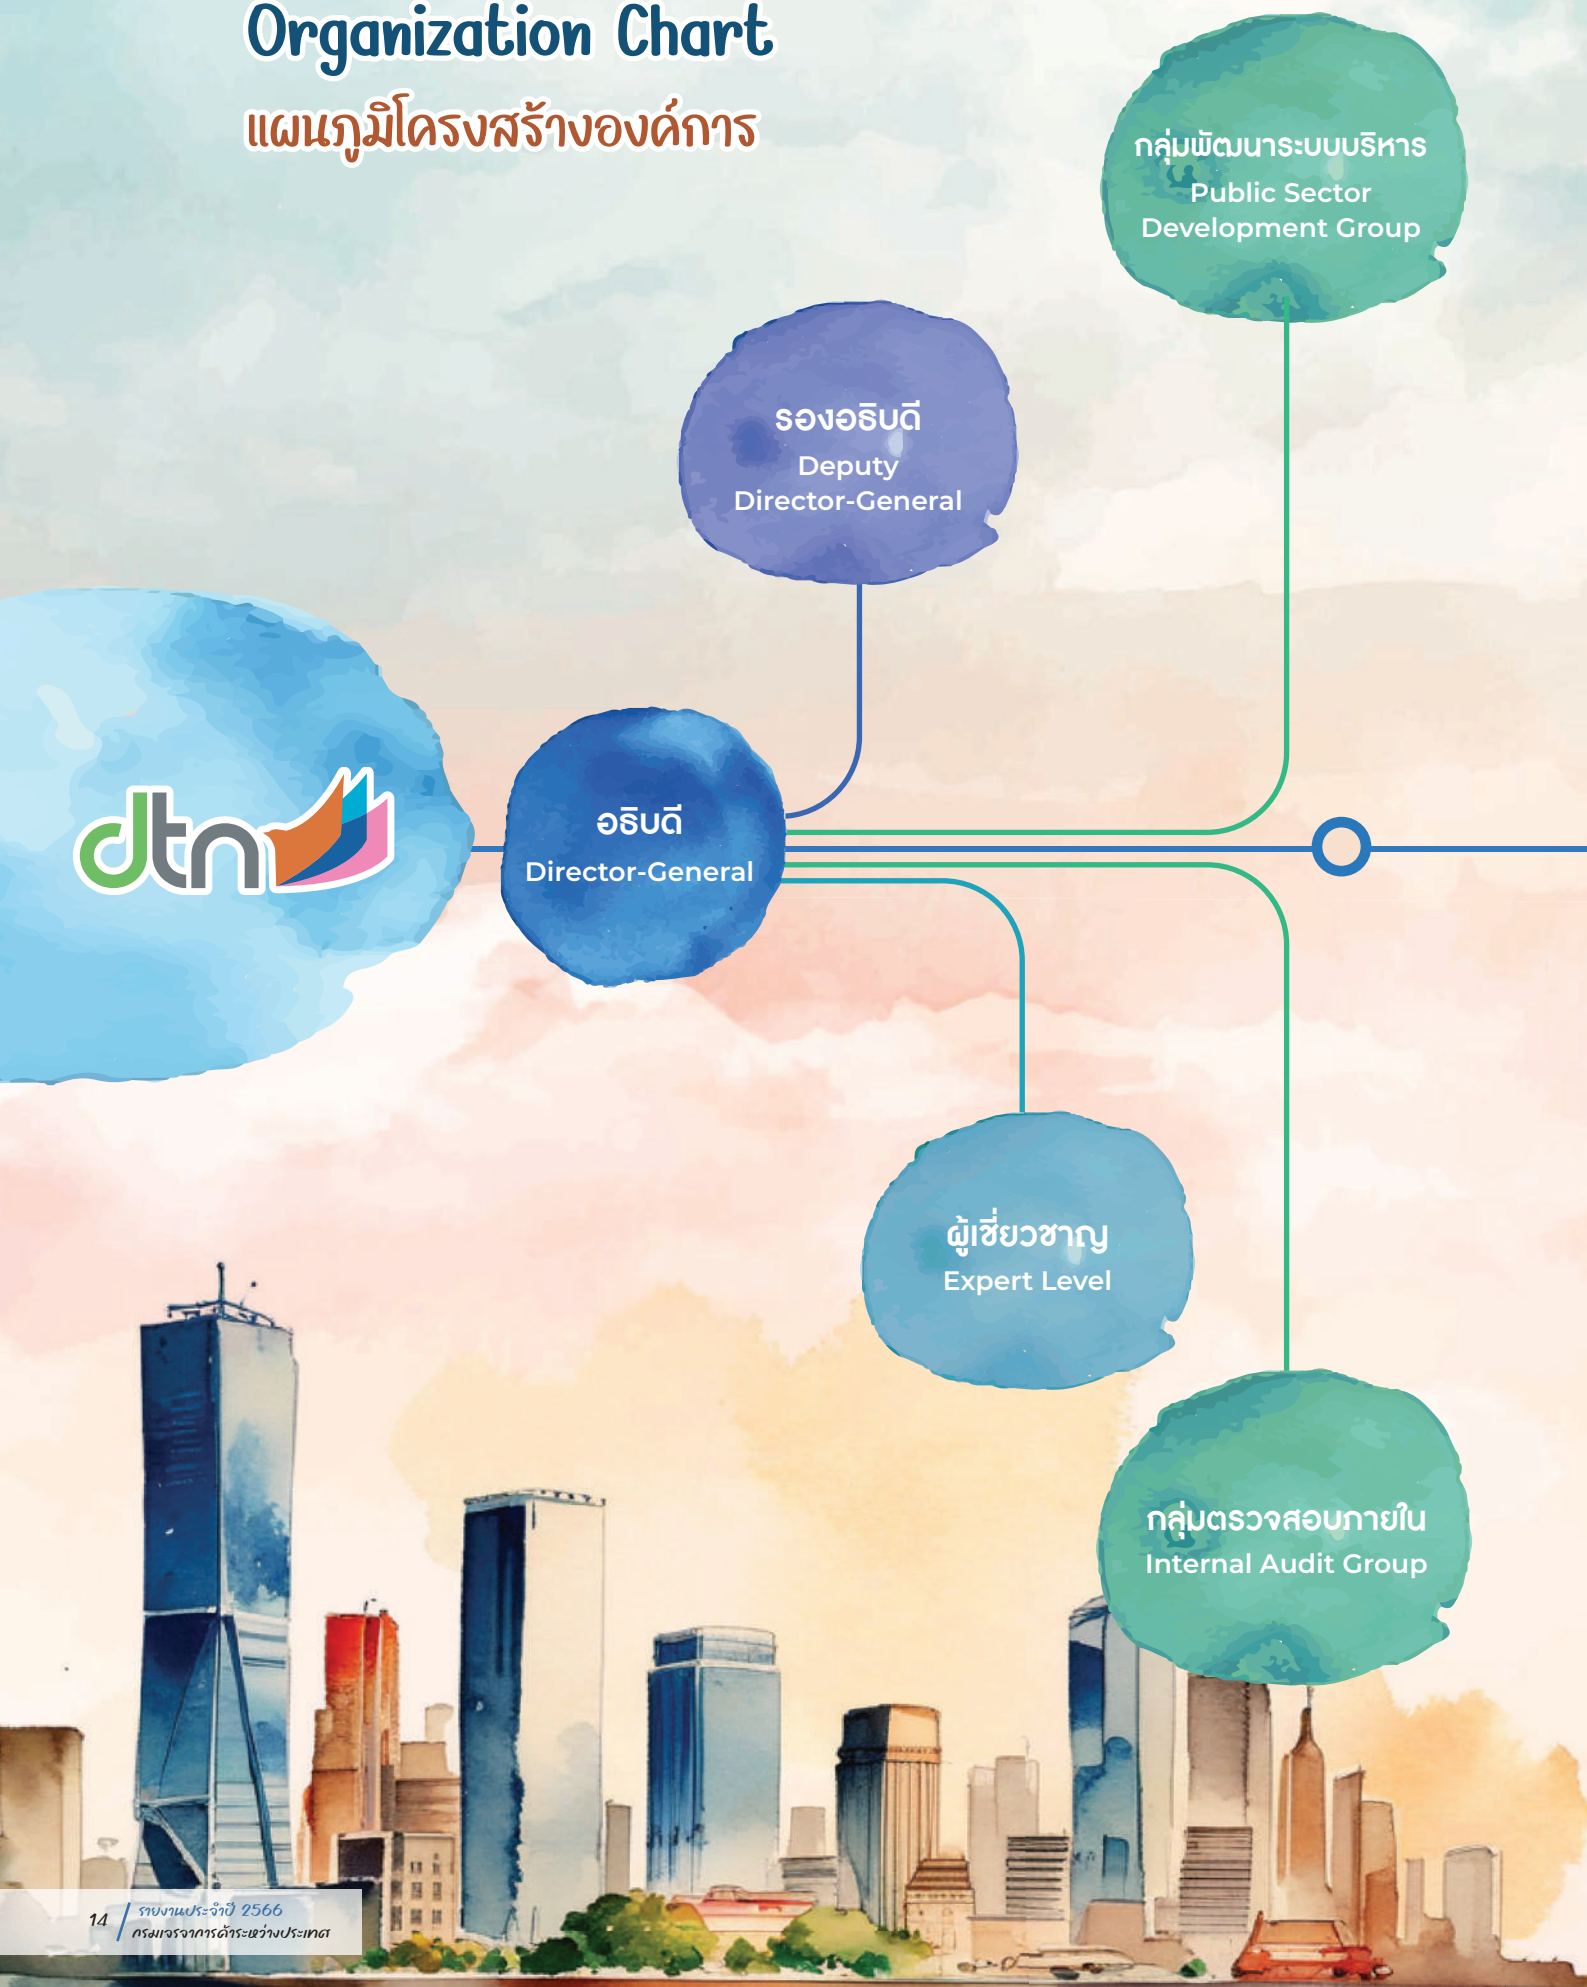 Organization Chart
แผนภูมิโครงสร้างองค์การ
กลุ่มพัฒนาระบบบริหาร
Public Sector
Development Group
รองอธิบดี
Deputy
Director-General
dtn
อธิบดี
Director-General
ผู้เชี่ยวชาญ
Expert Level
กลุ่มตรวจสอบภายใน
Internal Audit Group
14
รายงานประจำปี 2566
กรมเจรจาการค้าระหว่างประเทศ